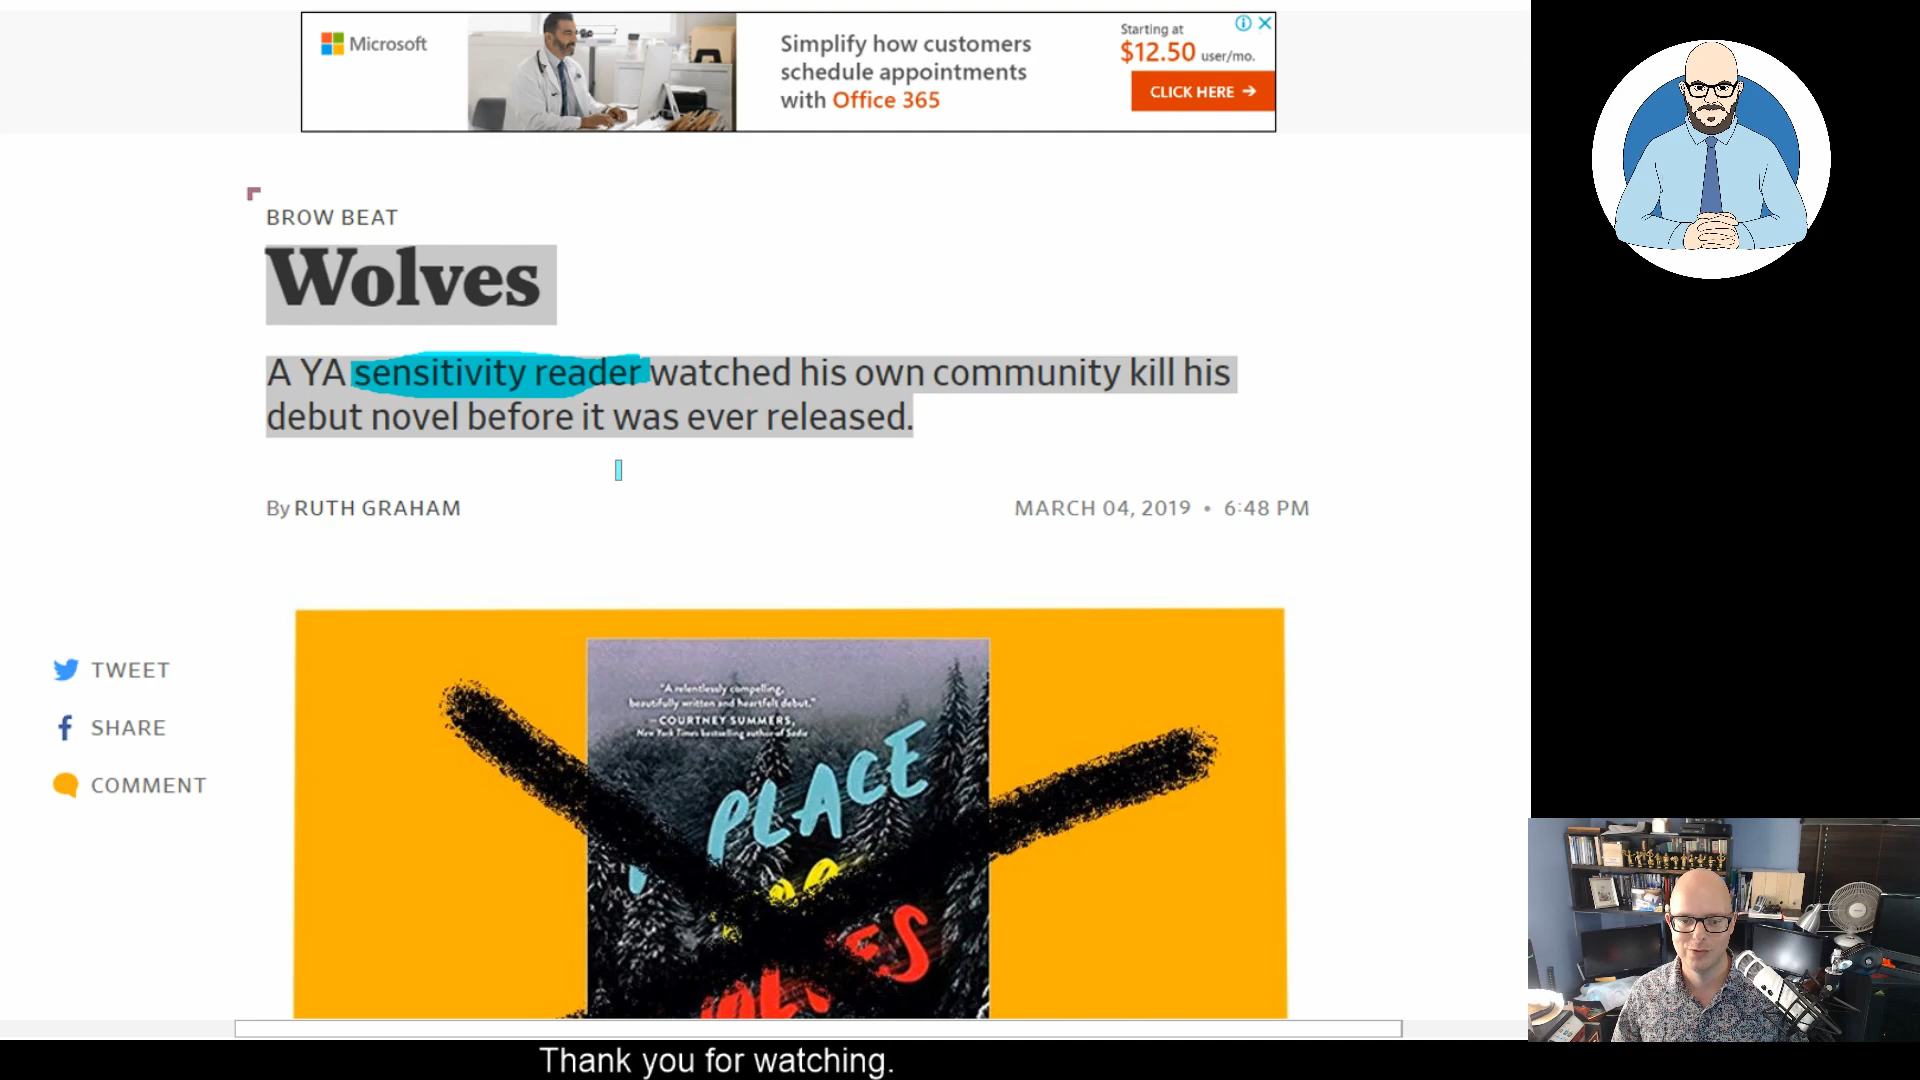 Microsoft
Simplify how customers
schedule appointments
with Office 365
Starting at
$12.50 user/mo.
CLICK HERE →
BROW BEAT
Wolves
A YA sensitivity reader watched his own community kill his
debut novel before it was ever released.
By RUTH GRAHAM
MARCH 04, 2019 • 6:48 PM
TWEET
SHARE
COMMENT
"A relentlessly compelling,
beautifully written and heartfelt debut."
—COURTNEY SUMMERS,
New York Times bestselling author of Sadie
PLACE
Thank you for watching.